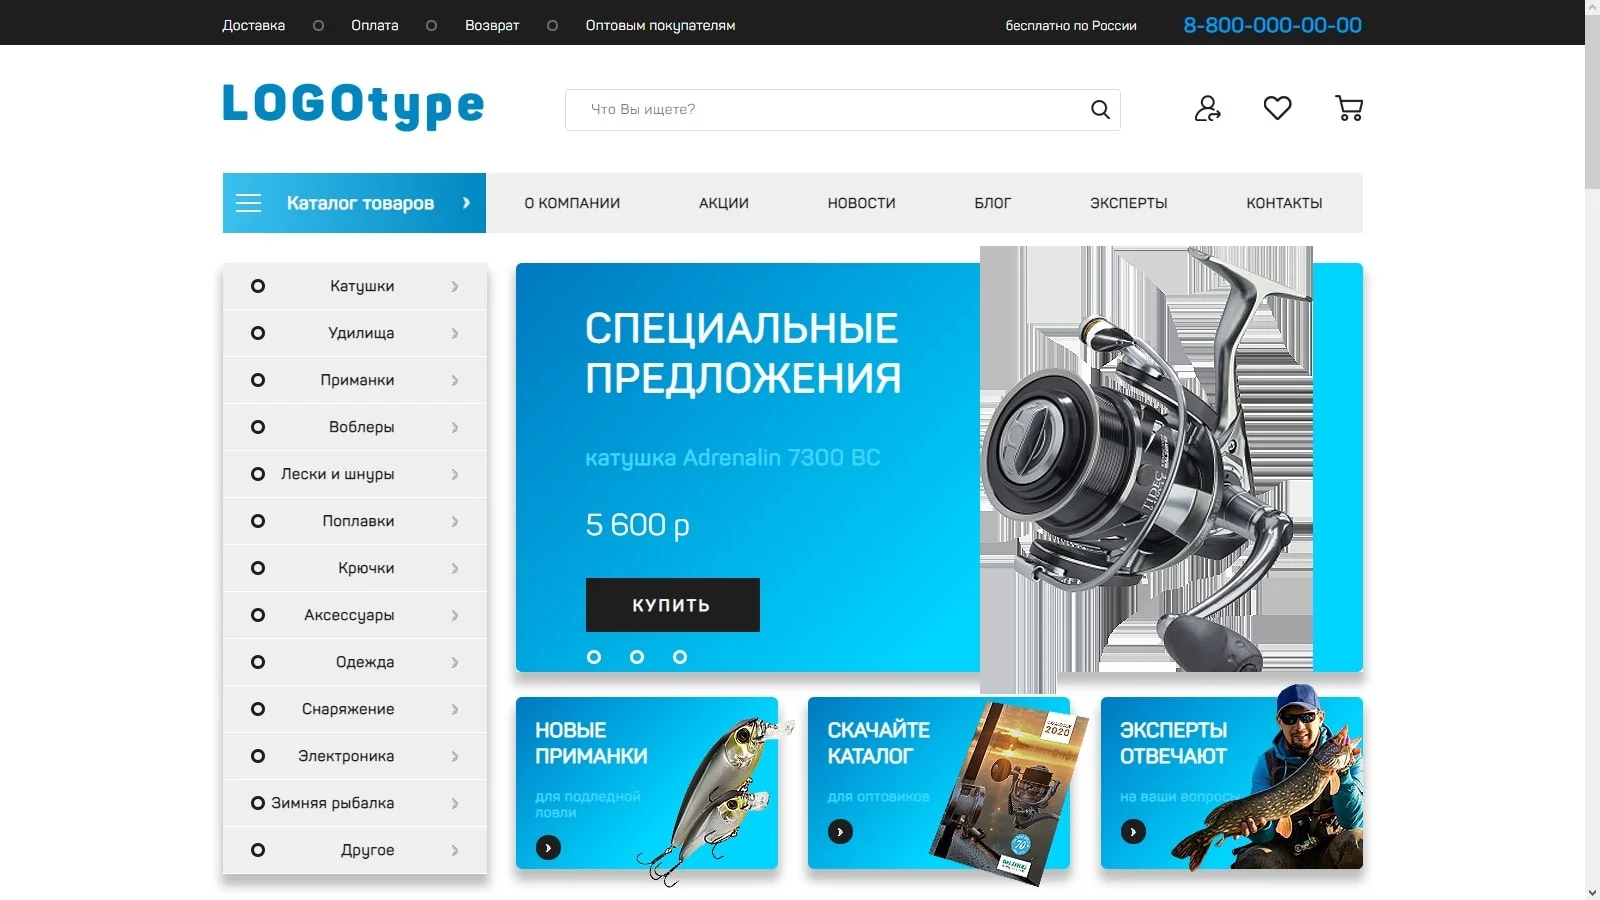 Доставка
Оплата
Возврат
Оптовым покупателям
бесплатно по России
8-800-000-00-00
LOGOtype
Что Вы ищете?
Каталог товаров
О КОМПАНИИ
АКЦИИ
НОВОСТИ
БЛОГ
ЭКСПЕРТЫ
КОНТАКТЫ
Катушки
Удилища
Приманки
Воблеры
Лески и шнуры
Поплавки
Крючки
Аксессуары
Одежда
Снаряжение
Электроника
Зимняя рыбалка
Другое
СПЕЦИАЛЬНЫЕ
ПРЕДЛОЖЕНИЯ
катушка Adrenalin 7300 BC
5 600 р
КУПИТЬ
НОВЫЕ
ПРИМАНКИ
для подледной
ловли
СКАЧАЙТЕ
КАТАЛОГ
для оптовиков
2020
70
ЭКСПЕРТЫ
ОТВЕЧАЮТ
на ваши вопросы